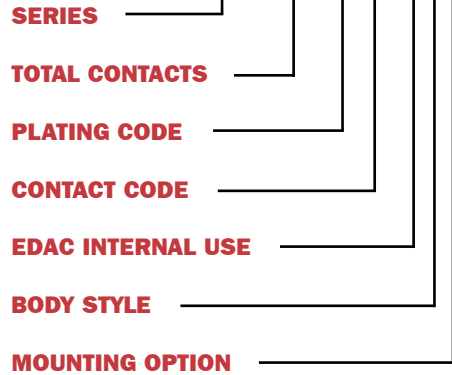 SERIES
TOTAL CONTACTS
PLATING CODE
CONTACT CODE
EDAC INTERNAL USE
BODY STYLE
MOUNTING OPTION